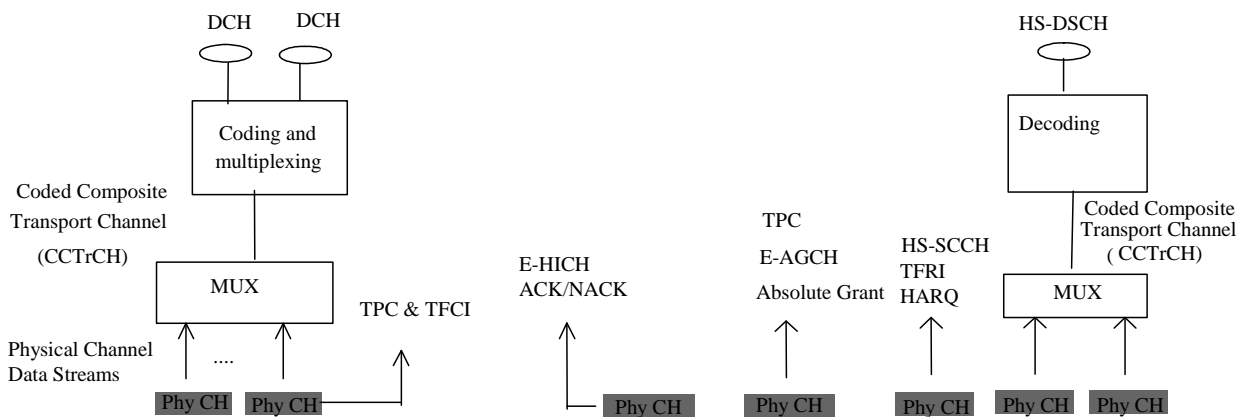 DCH
DCH
Coding and
multiplexing
Coded Composite
Transport Channel
(CCTrCH)
MUX
TPC & TFCI
Physical Channel
Data Streams
....
Phy CH
Phy CH
E-HICH
ACK/NACK
Phy CH
TPC
E-AGCH
Absolute Grant
Phy CH
HS-SCCH
TFRI
HARQ
Phy CH
HS-DSCH
Decoding
Coded Composite
Transport Channel
( CCTrCH)
MUX
Phy CH
Phy CH